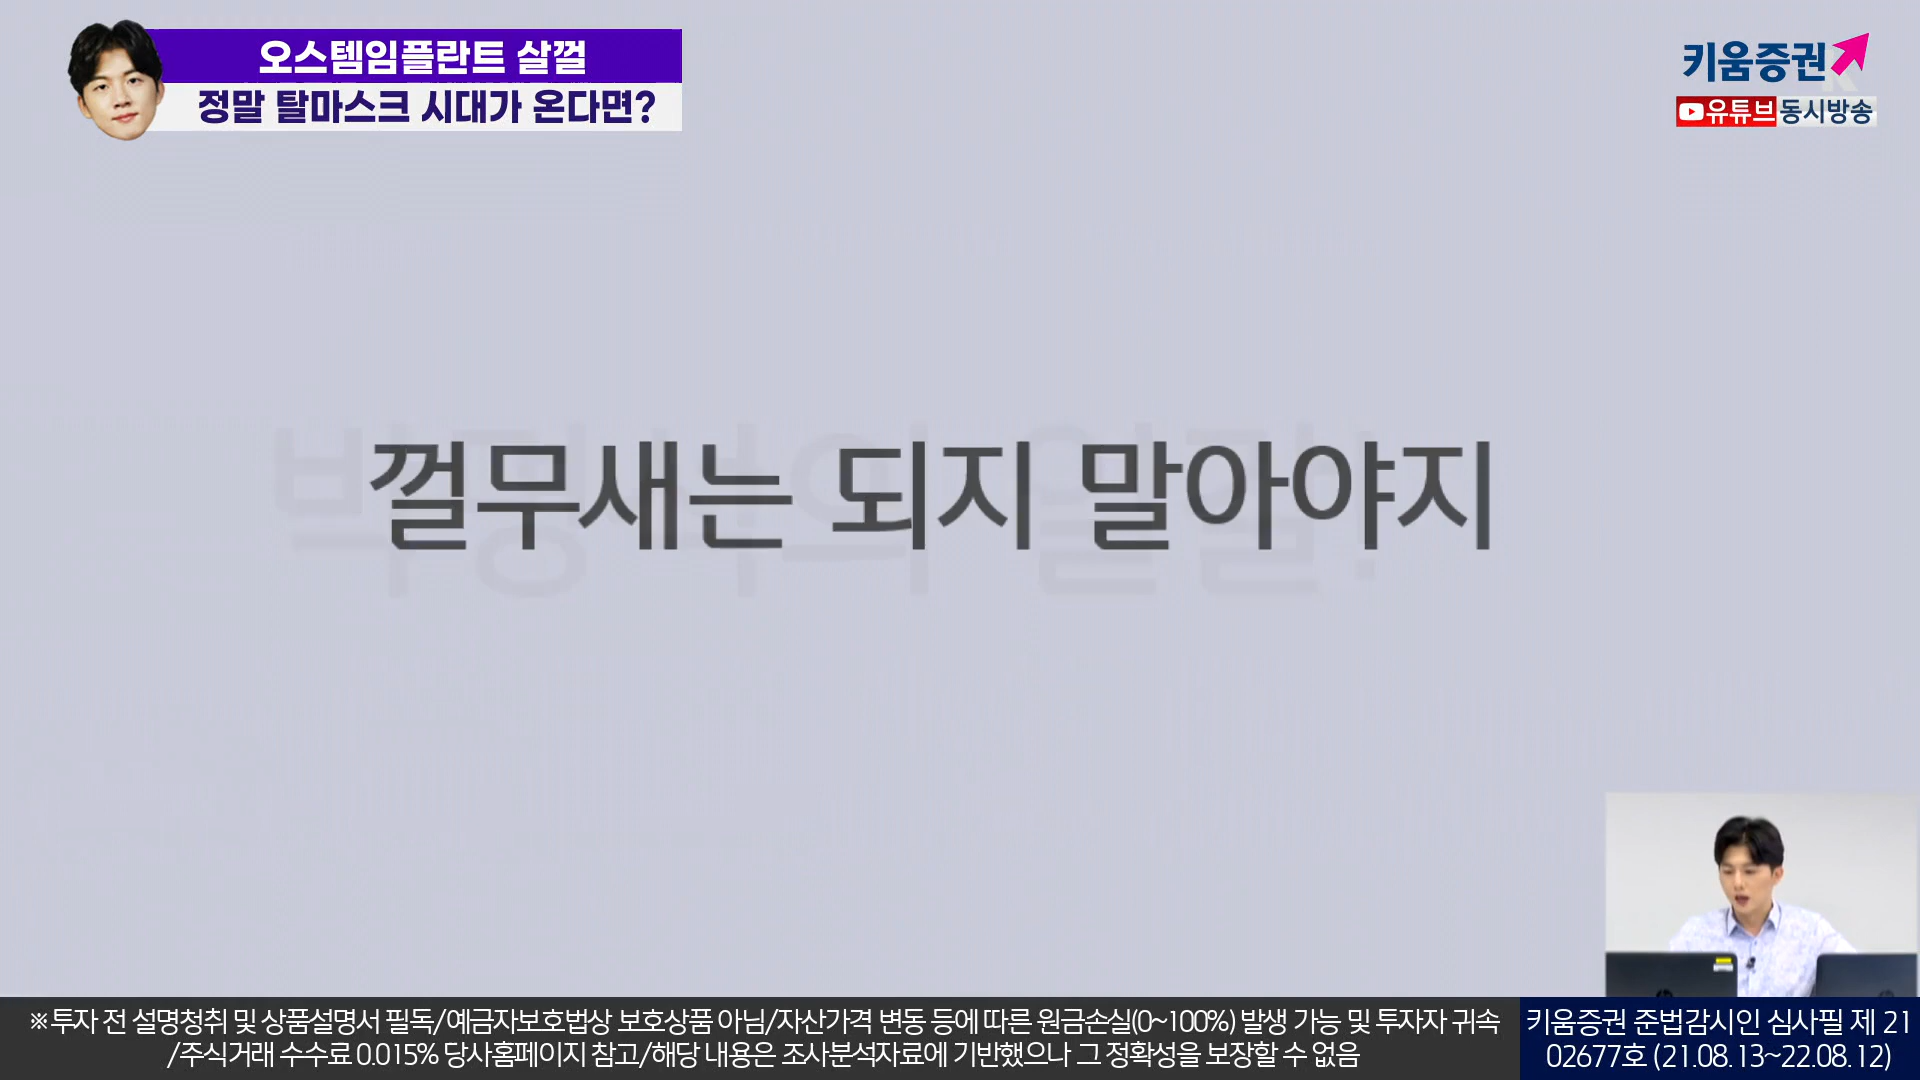 오스템임플란트 살껄
정말 탈마스크 시대가 온다면?
키움증권
유튜브 동시방송
껄무새는 되지 말아야지
※투자 전 설명청취 및 상품설명서 필독/예금자보호법상 보호상품 아님/자산가격 변동 등에 따른 원금손실(0~100%) 발생 가능 및 투자자 귀속
/주식거래 수수료 0.015% 당사홈페이지 참고/해당 내용은 조사분석자료에 기반했으나 그 정확성을 보장할 수 없음
키움증권 준법감시인 심사필 제 21
02677호 (21.08.13~22.08.12)